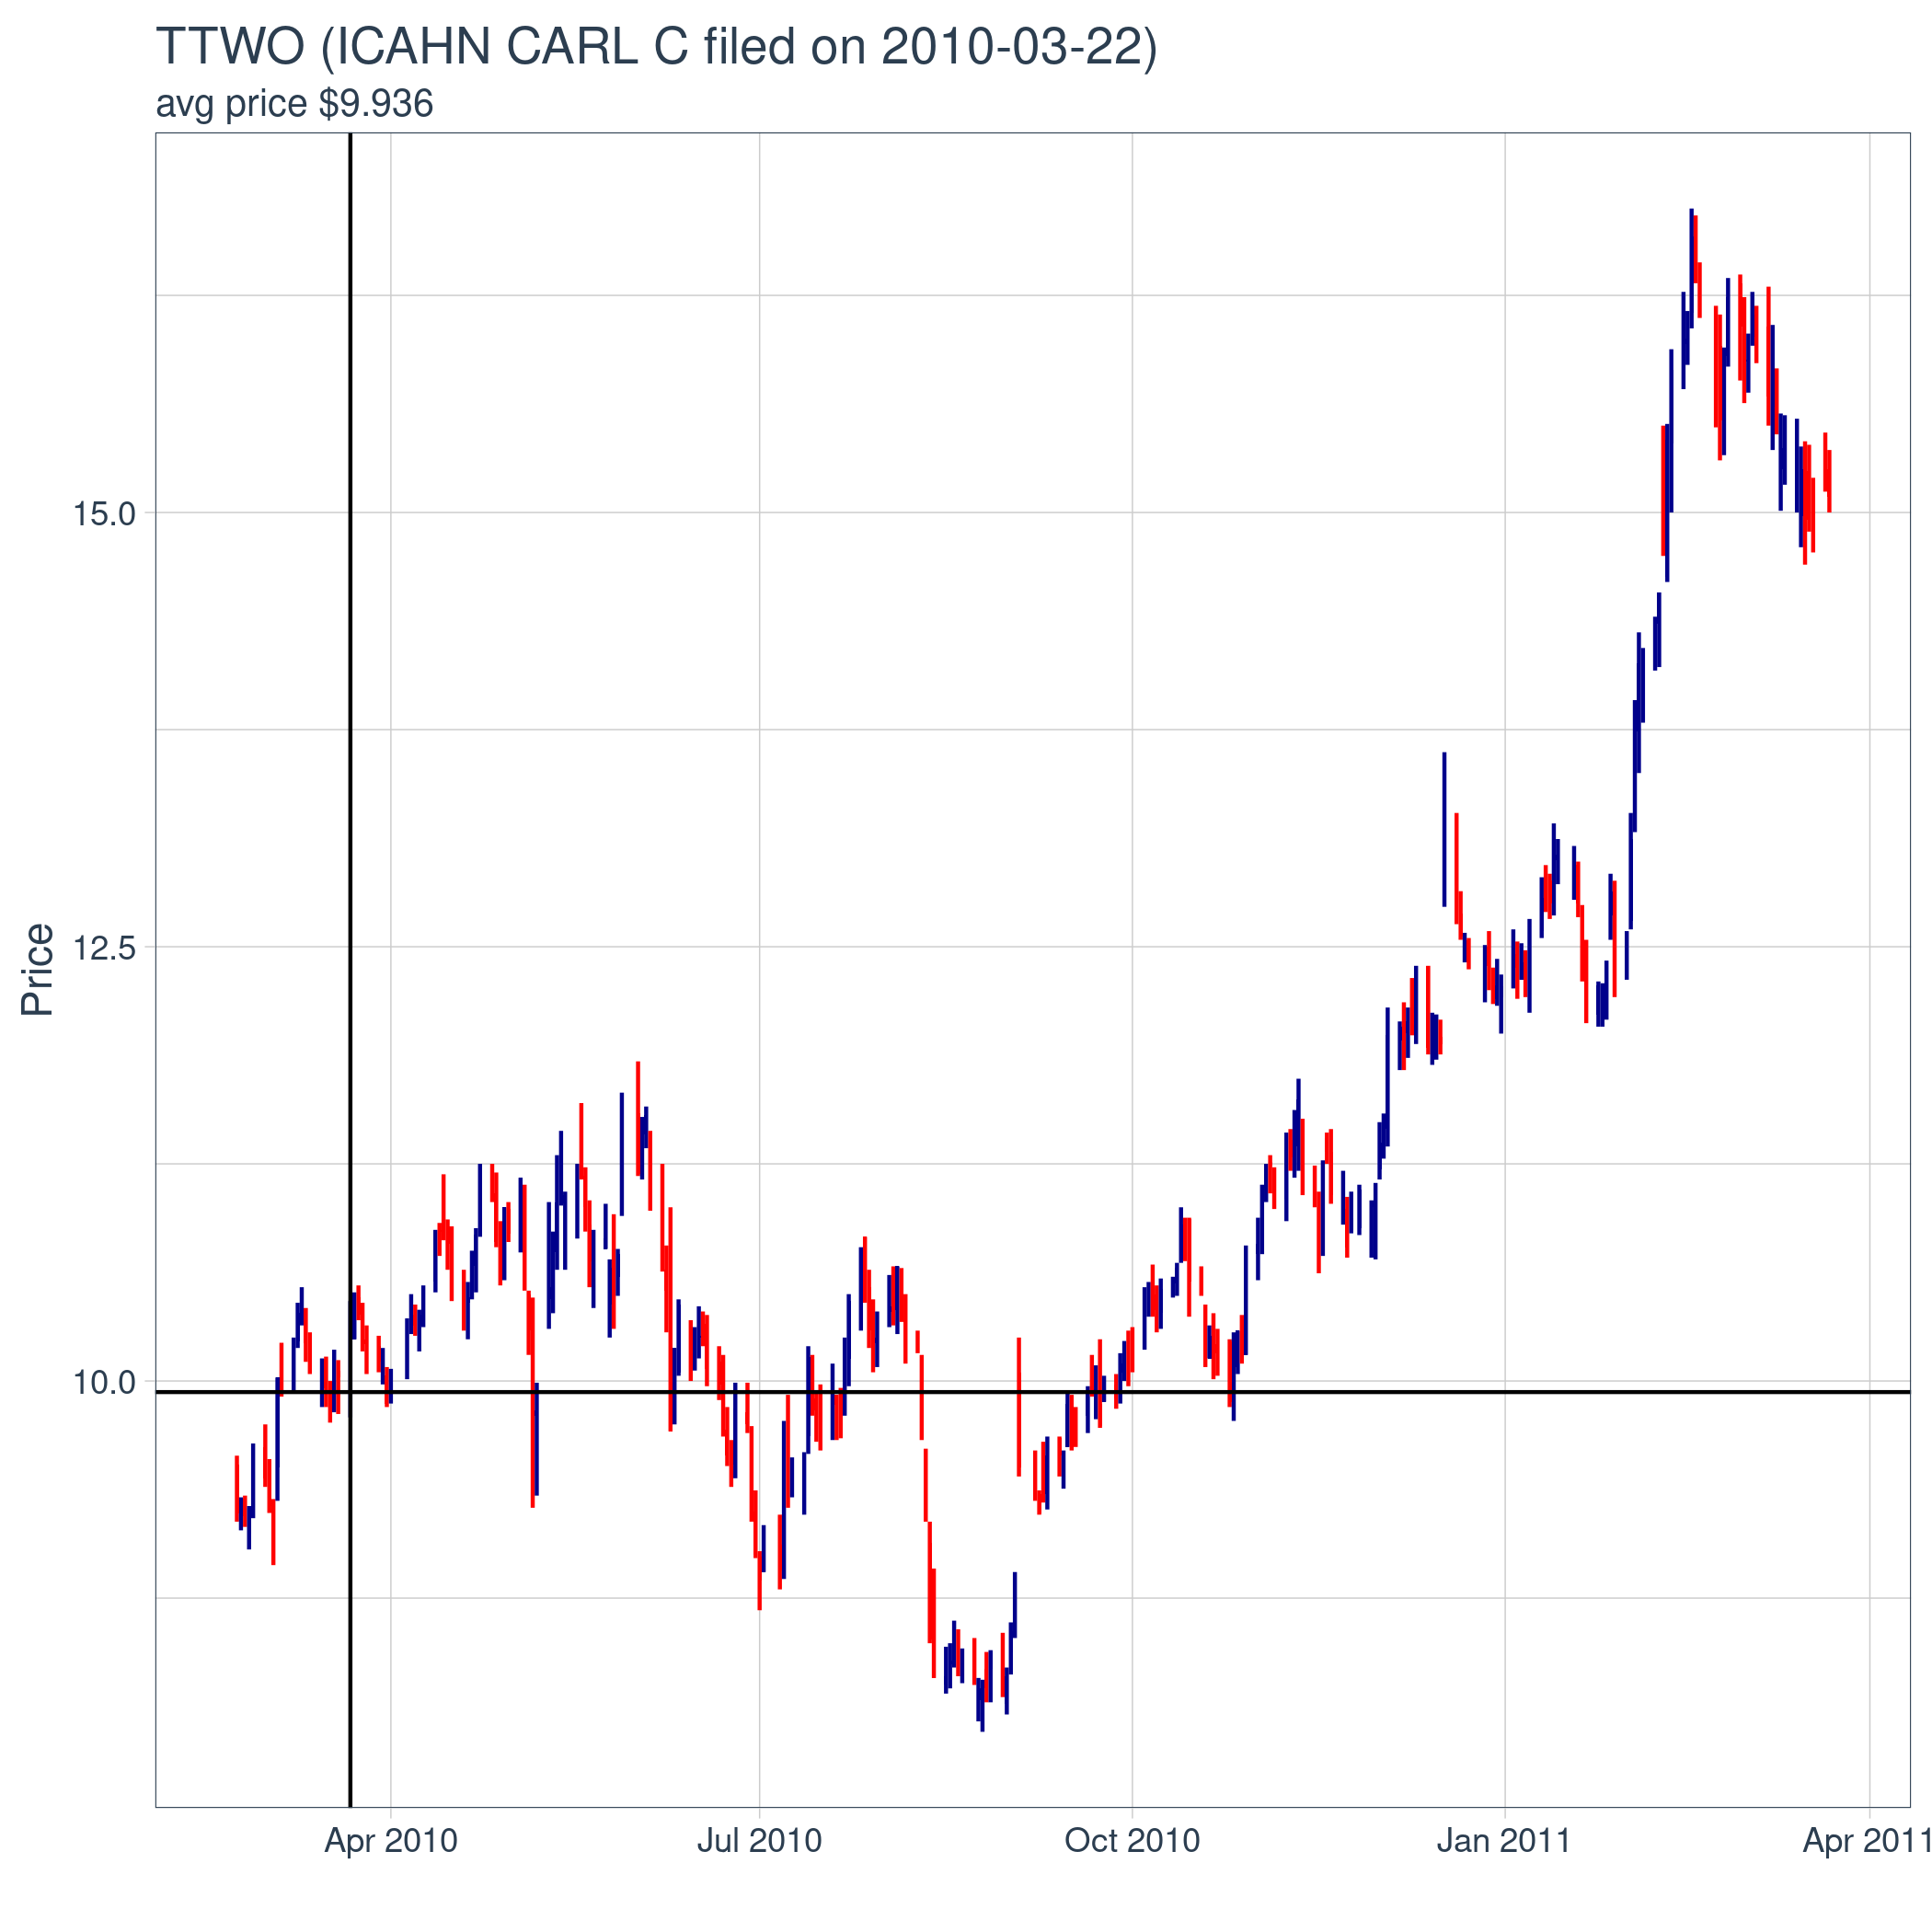 TTWO (ICAHN CARL C filed on 2010-03-22)
avg price $9.936
Price
15.0
12.5
10.0
Apr 2010
Jul 2010
Oct 2010
Jan 2011
Apr 2011